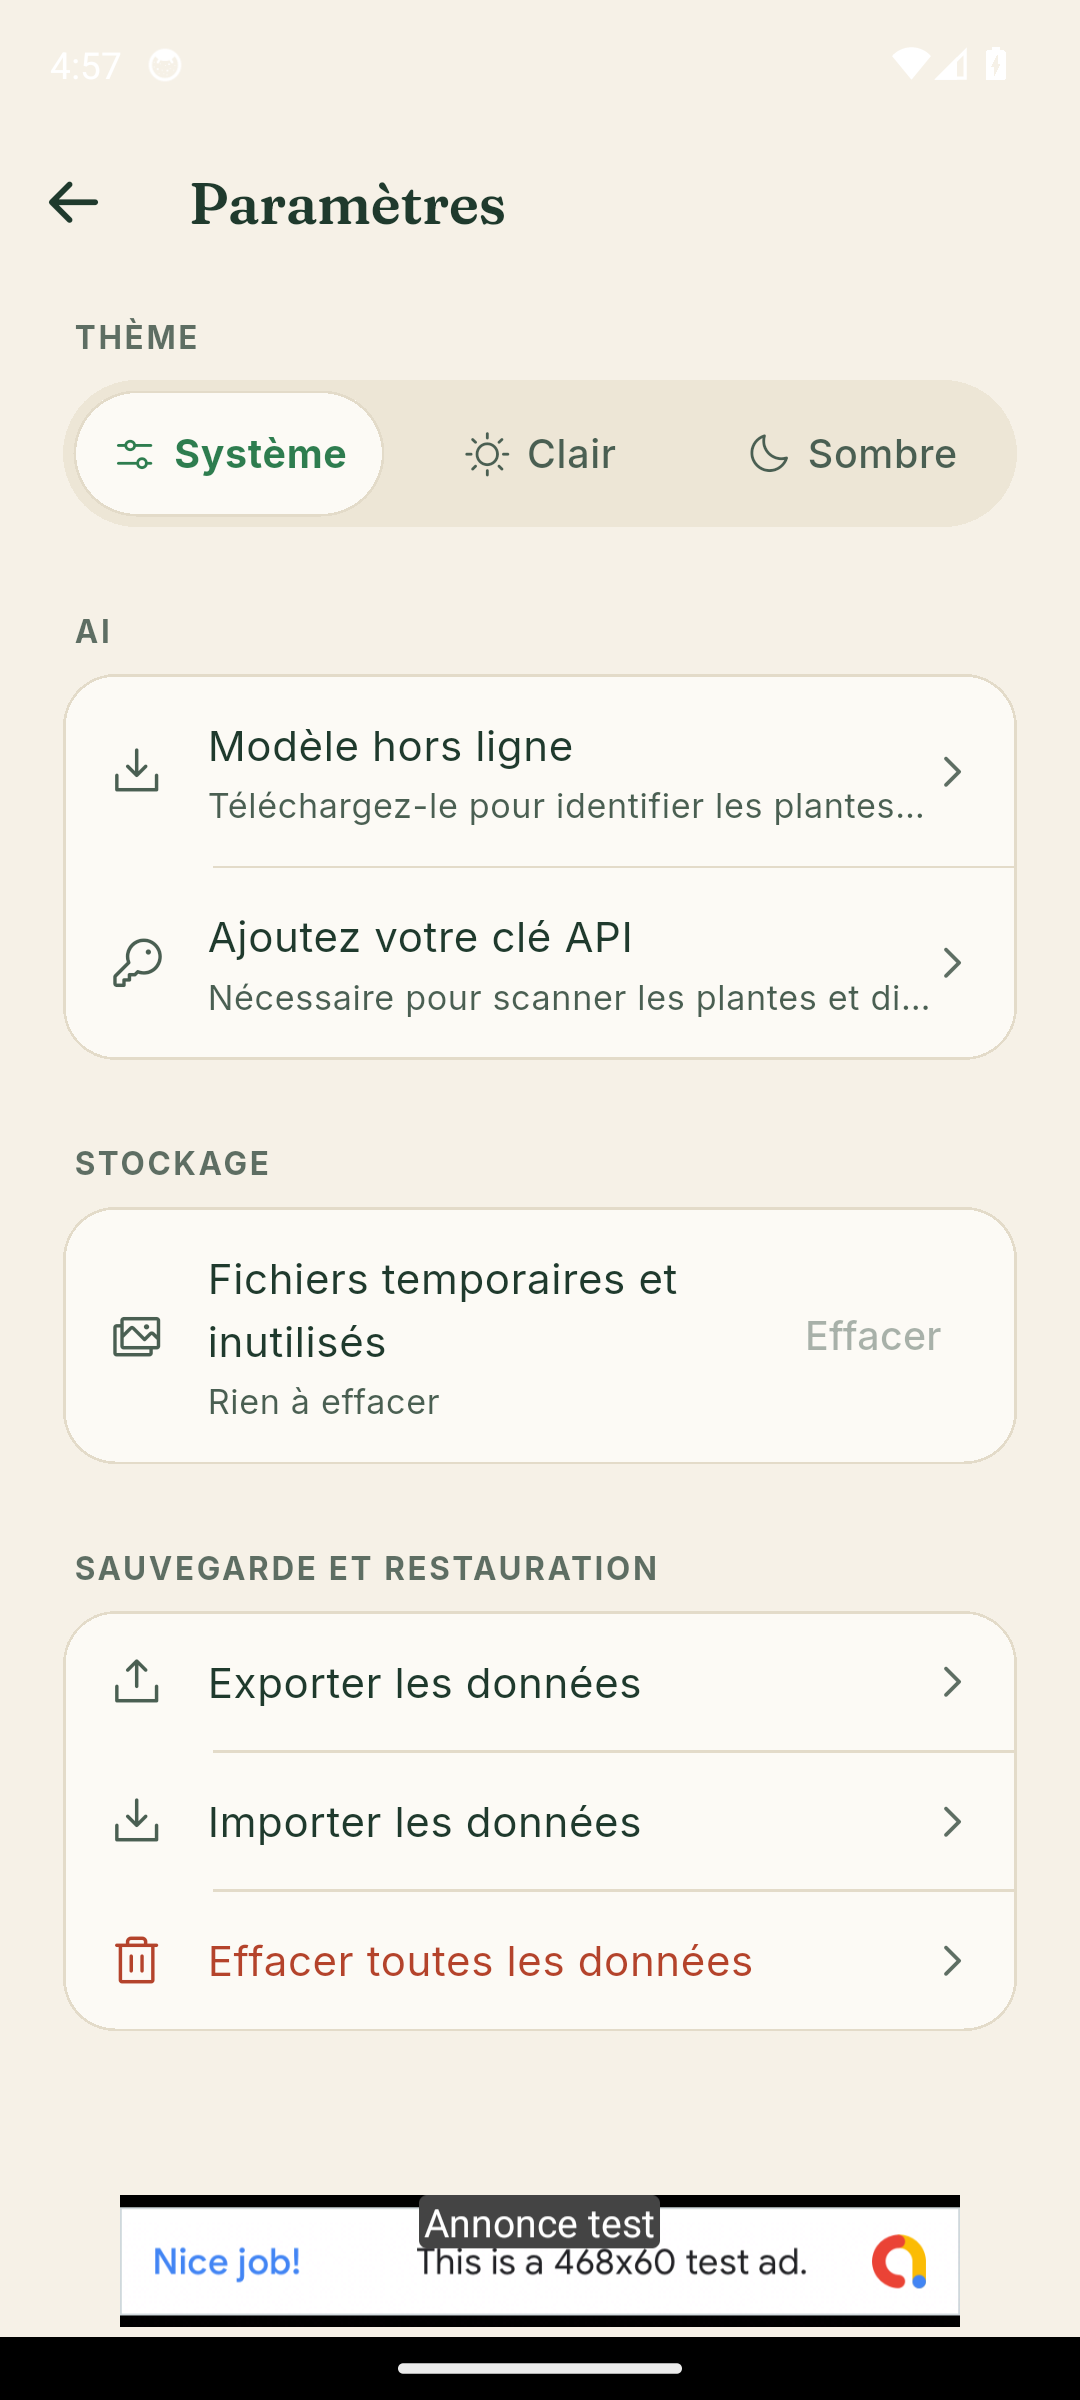 4:57
Paramètres
THÈME
Système
Clair
Sombre
AI
Modèle hors ligne
Téléchargez-le pour identifier les plantes...
Ajoutez votre clé API
Nécessaire pour scanner les plantes et di...
STOCKAGE
Fichiers temporaires et
inutilisés
Rien à effacer
Effacer
SAUVEGARDE ET RESTAURATION
Exporter les données
Importer les données
Effacer toutes les données
Annonce test
Nice job!
This is a 468x60 test ad.